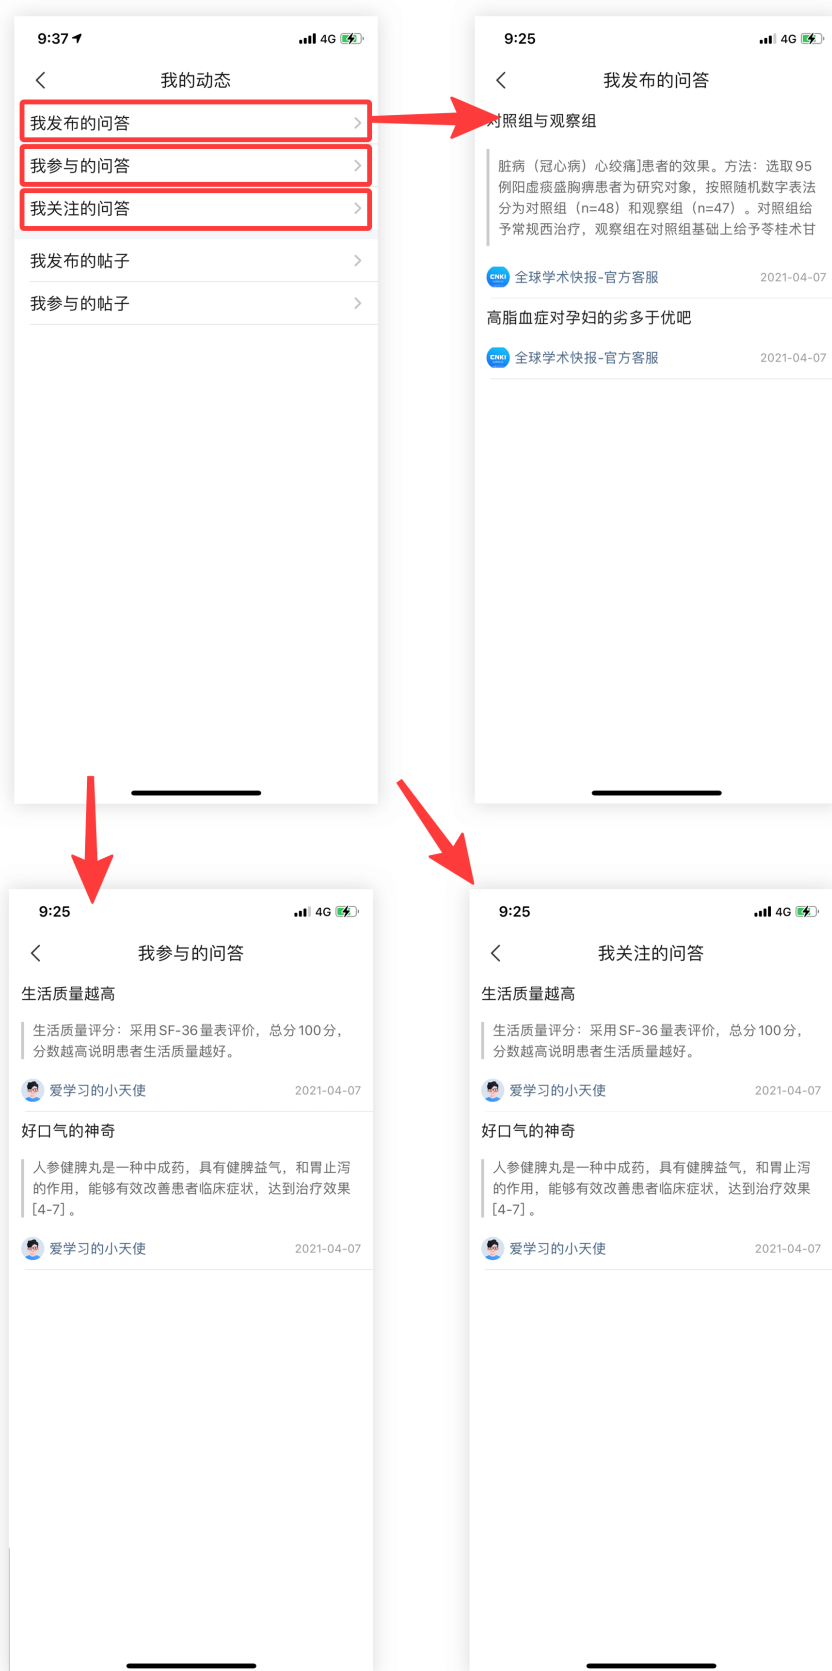 9:37
4G
我的动态
我发布的问答
我参与的问答
我关注的问答
我发布的帖子
我参与的帖子
9:25
4G
我发布的问答
对照组与观察组
脏病（冠心病）心绞痛]患者的效果。方法：选取95
例阳虚痰盛胸痹患者为研究对象，按照随机数字表法
分为对照组（n=48）和观察组（n=47）。对照组给
予常规西治疗，观察组在对照组基础上给予苓桂术甘
CNKI
全球学术快报-官方客服
2021-04-07
高脂血症对孕妇的劣多于优吧
CNKI
全球学术快报-官方客服
2021-04-07
9:25
4G
我参与的问答
生活质量越高
生活质量评分：采用SF-36量表评价，总分100分，
分数越高说明患者生活质量越好。
爱学习的小天使
2021-04-07
好口气的神奇
人参健脾丸是一种中成药，具有健脾益气，和胃止泻
的作用，能够有效改善患者临床症状，达到治疗效果
[4-7] 。
爱学习的小天使
2021-04-07
9:25
4G
我关注的问答
生活质量越高
生活质量评分：采用SF-36量表评价，总分100分，
分数越高说明患者生活质量越好。
爱学习的小天使
2021-04-07
好口气的神奇
人参健脾丸是一种中成药，具有健脾益气，和胃止泻
的作用，能够有效改善患者临床症状，达到治疗效果
[4-7] 。
爱学习的小天使
2021-04-07